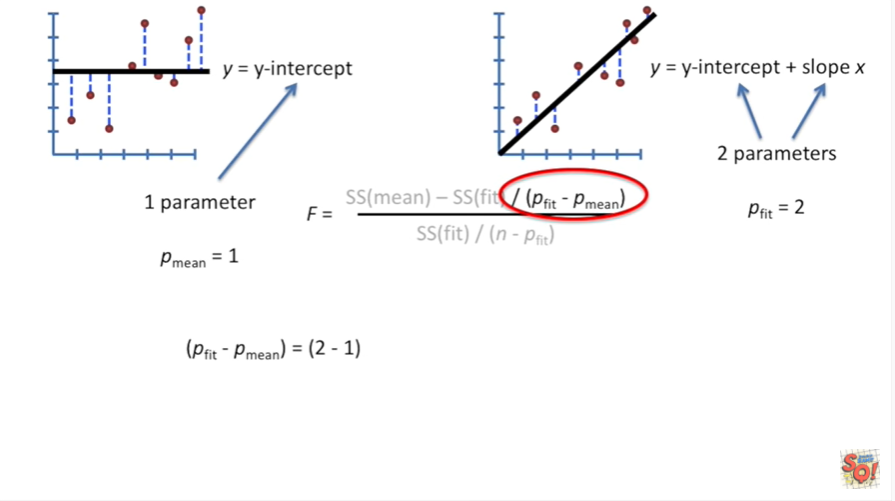 y = y-intercept
y = y-intercept + slope x
1 parameter
2 parameters
F = SS(mean) – SS(fit) / (pfit - pmean)
SS(fit) / (n - pfit)
pmean = 1
pfit = 2
(pfit - pmean) = (2 - 1)
SQ!